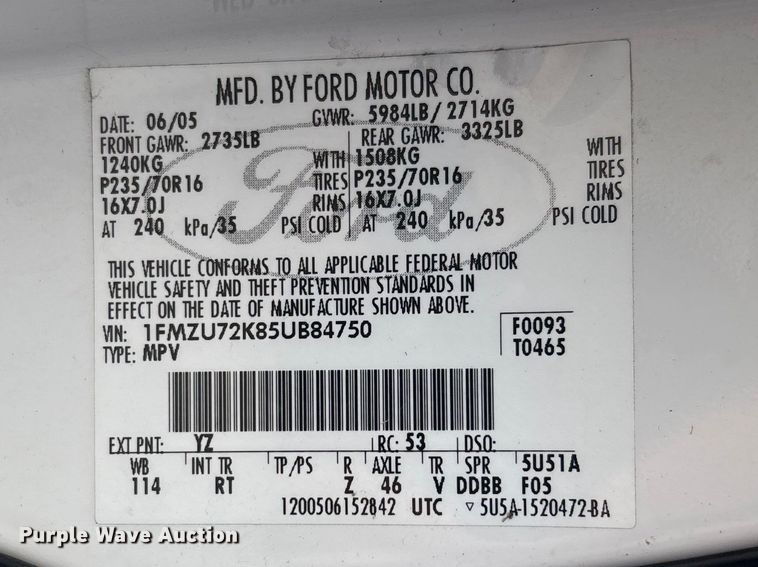 MFD. BY FORD MOTOR CO.
DATE: 06/05 GVWR: 5984LB/ 2714KG
FRONT GAWR: 2735LB REAR GAWR: 3325LB
1240KG WITH 1508KG WITH
P235/70R16 TIRES P235/70R16 TIRES
16X7.0J RIMS 16X7.0J RIMS
AT 240 kPa/35 PSI COLD AT 240 kPa/35 PSI COLD
Ford
THIS VEHICLE CONFORMS TO ALL APPLICABLE FEDERAL MOTOR
VEHICLE SAFETY AND THEFT PREVENTION STANDARDS IN
EFFECT ON THE DATE OF MANUFACTURE SHOWN ABOVE.
VIN: 1FMZU72K85UB84750 F0093
TYPE: MPV T0465
EXT PNT: YZ RC: 53 DSO:
WB INT TR TP/PS R AXLE TR SPR 5U51A
114 RT Z 46 V DDBB F05
1200506152842 UTC ▽ 5U5A-1520472-BA
Purple Wave Auction